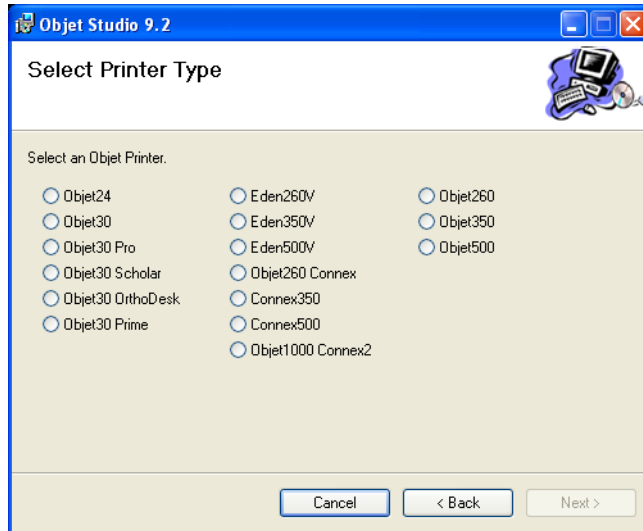 Objet Studio 9.2
Select Printer Type
Select an Objet Printer.
Objet24
Objet30
Objet30 Pro
Objet30 Scholar
Objet30 OrthoDesk
Objet30 Prime
Eden260V
Eden350V
Eden500V
Objet260 Connex
Connex350
Connex500
Objet1000 Connex2
Objet260
Objet350
Objet500
Cancel
< Back
Next >